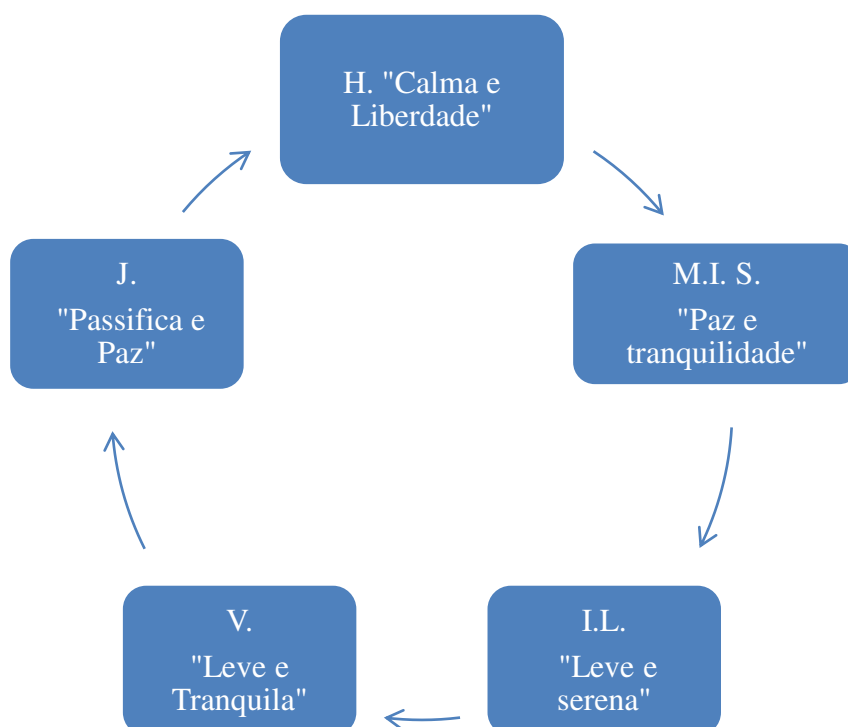 H. "Calma e
Liberdade"
M.I. S.
"Paz e
tranquilidade"
I.L.
"Leve e
serena"
V.
"Leve e
Tranquila"
J.
"Passifica e
Paz"